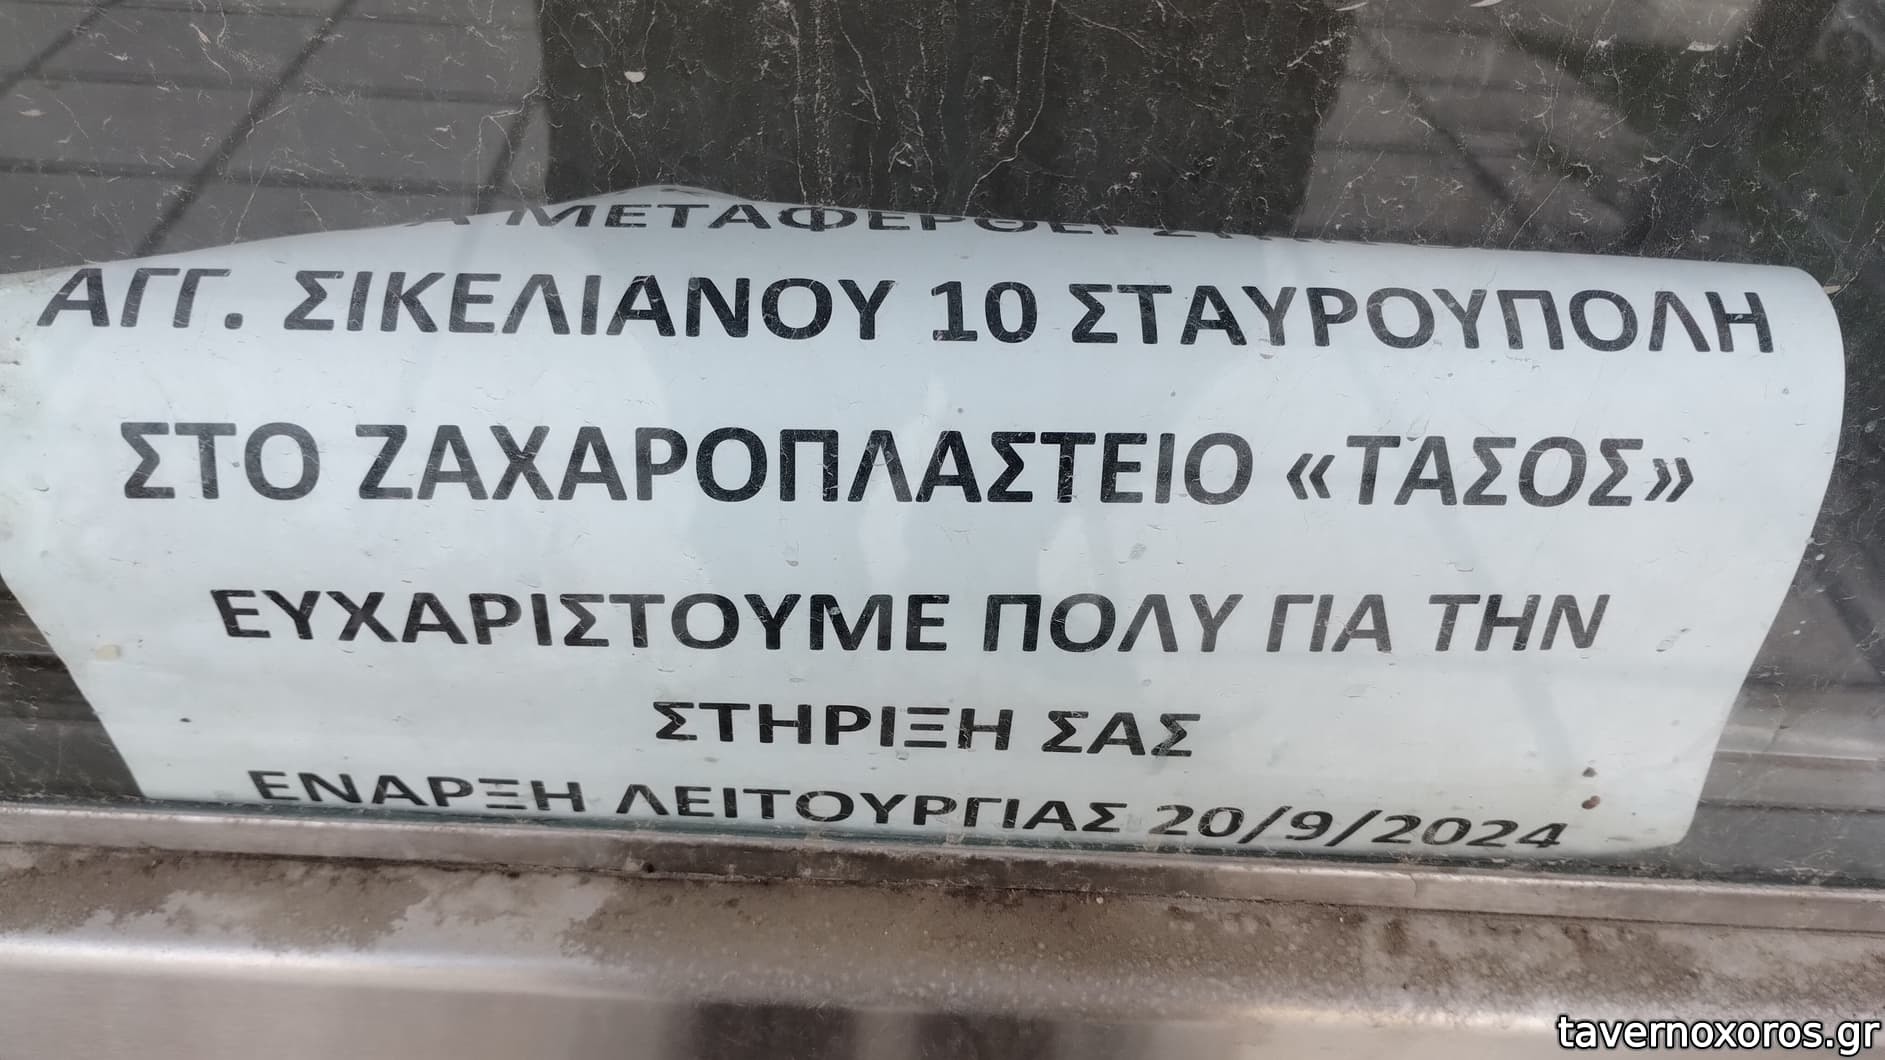 ΜΕΤΑΦΕΡΘΕΙ
ΑΓΓ. ΣΙΚΕΛΙΑΝΟΥ 10 ΣΤΑΥΡΟΥΠΟΛΗ
ΣΤΟ ΖΑΧΑΡΟΠΛΑΣΤΕΙΟ «ΤΑΣΟΣ»
ΕΥΧΑΡΙΣΤΟΥΜΕ ΠΟΛΥ ΓΙΑ ΤΗΝ
ΣΤΗΡΙΞΗ ΣΑΣ
ΕΝΑΡΞΗ ΛΕΙΤΟΥΡΓΙΑΣ 20/9/2024
tavernoxoros.gr